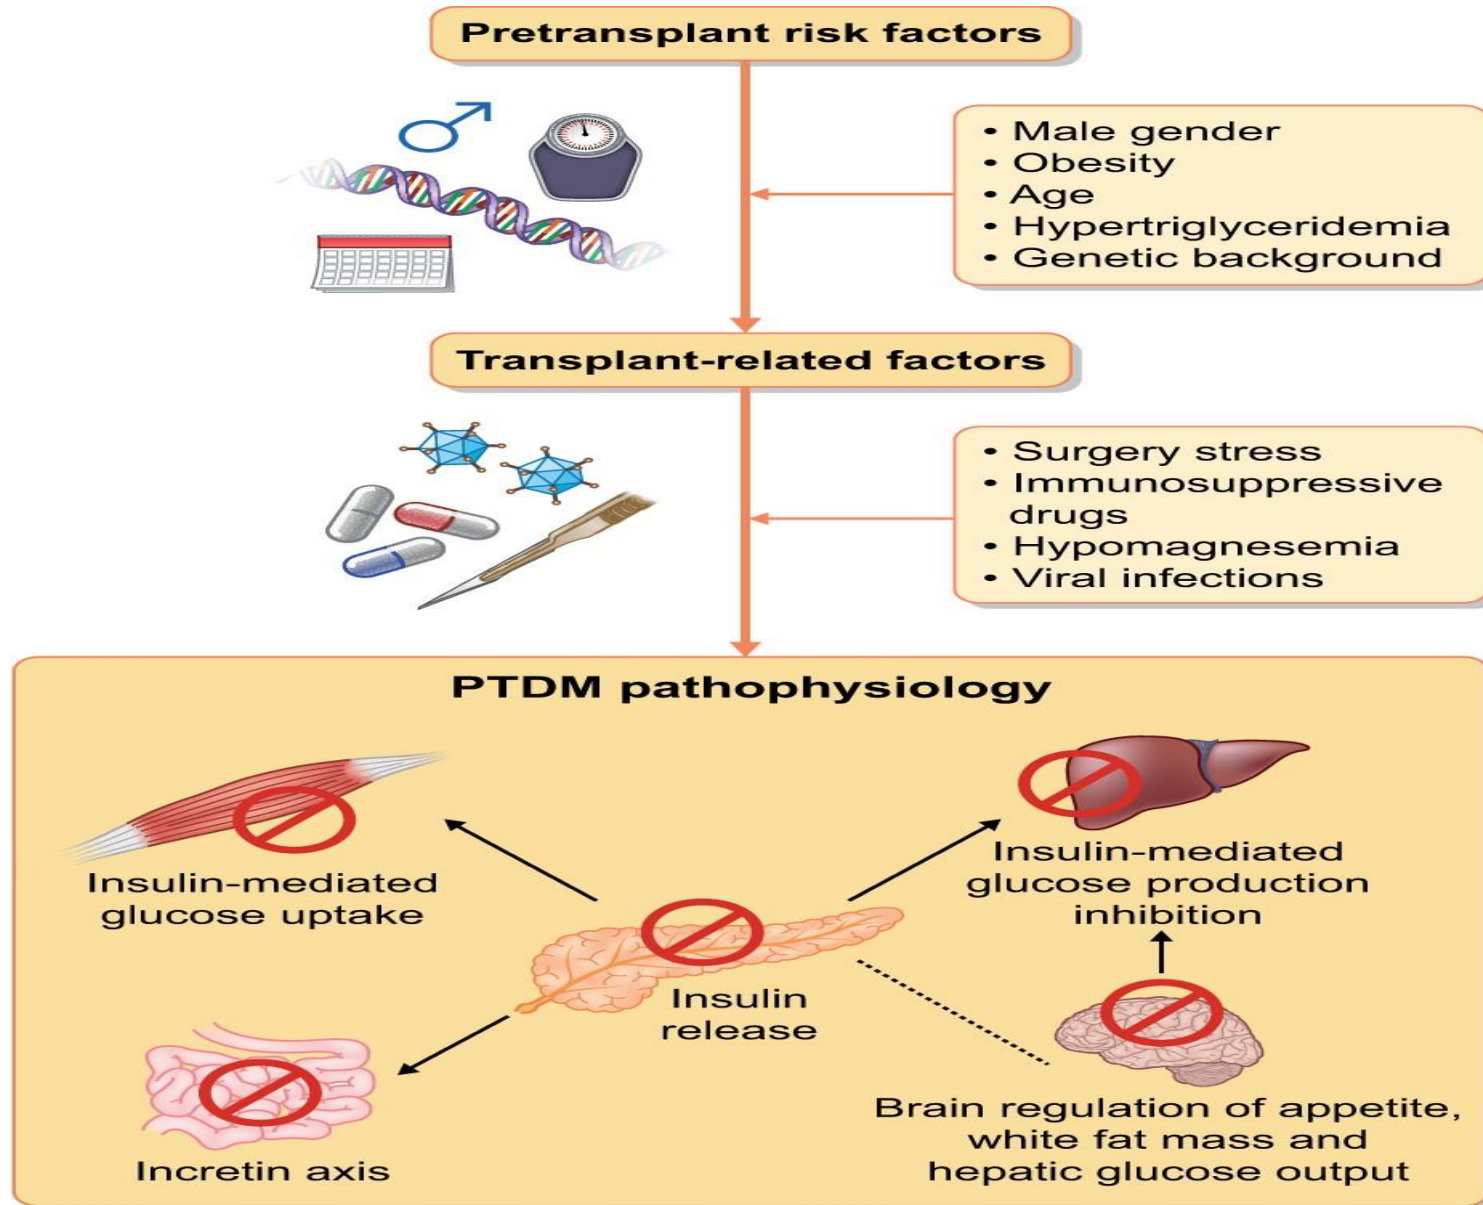 Pretransplant risk factors
• Male gender
• Obesity
• Age
• Hypertriglyceridemia
• Genetic background
Transplant-related factors
• Surgery stress
• Immunosuppressive
drugs
• Hypomagnesemia
• Viral infections
PTDM pathophysiology
Insulin-mediated
glucose uptake
Insulin-mediated
glucose production
inhibition
Insulin
release
Incretin axis
Brain regulation of appetite,
white fat mass and
hepatic glucose output